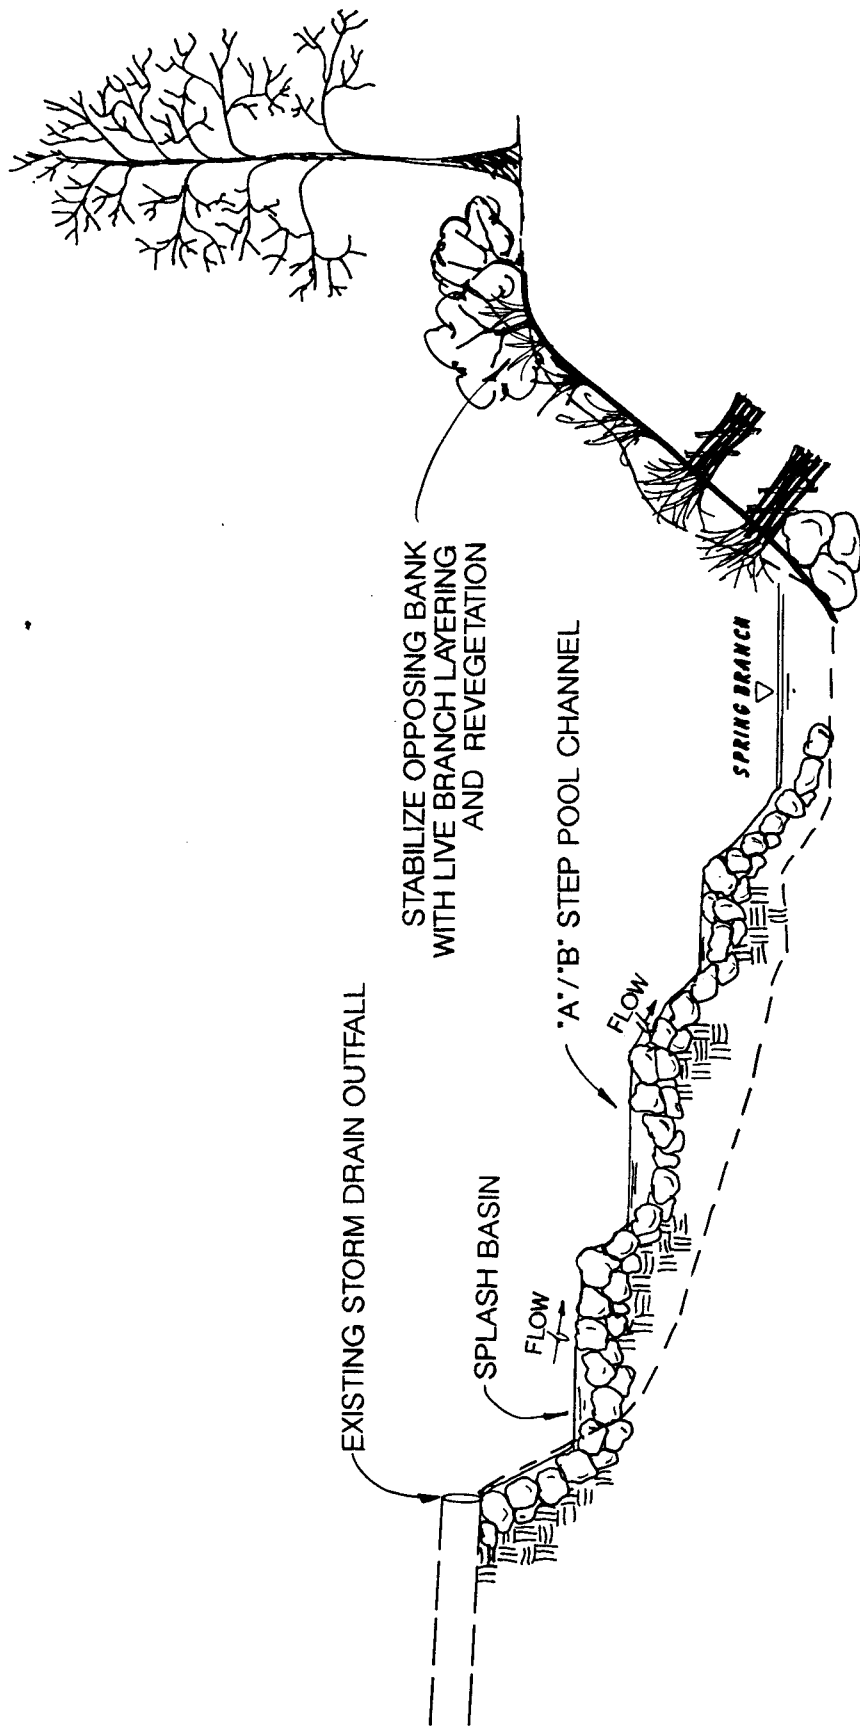 EXISTING STORM DRAIN OUTFALL
SPLASH BASIN
FLOW
STABILIZE OPPOSING BANK
WITH LIVE BRANCH LAYERING
AND REVEGETATION
"A"/"B" STEP POOL CHANNEL
FLOW
SPRING BRANCH